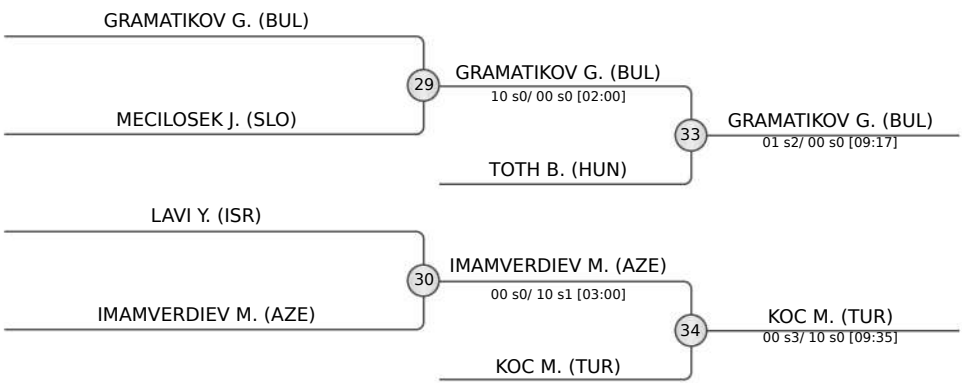 GRAMATIKOV G. (BUL)
29
MECILOSEK J. (SLO)
GRAMATIKOV G. (BUL)
10 s0/ 00 s0 [02:00]
33
TOTH B. (HUN)
GRAMATIKOV G. (BUL)
01 s2/ 00 s0 [09:17]
LAVI Y. (ISR)
30
IMAMVERDIEV M. (AZE)
IMAMVERDIEV M. (AZE)
00 s0/ 10 s1 [03:00]
34
KOC M. (TUR)
KOC M. (TUR)
00 s3/ 10 s0 [09:35]